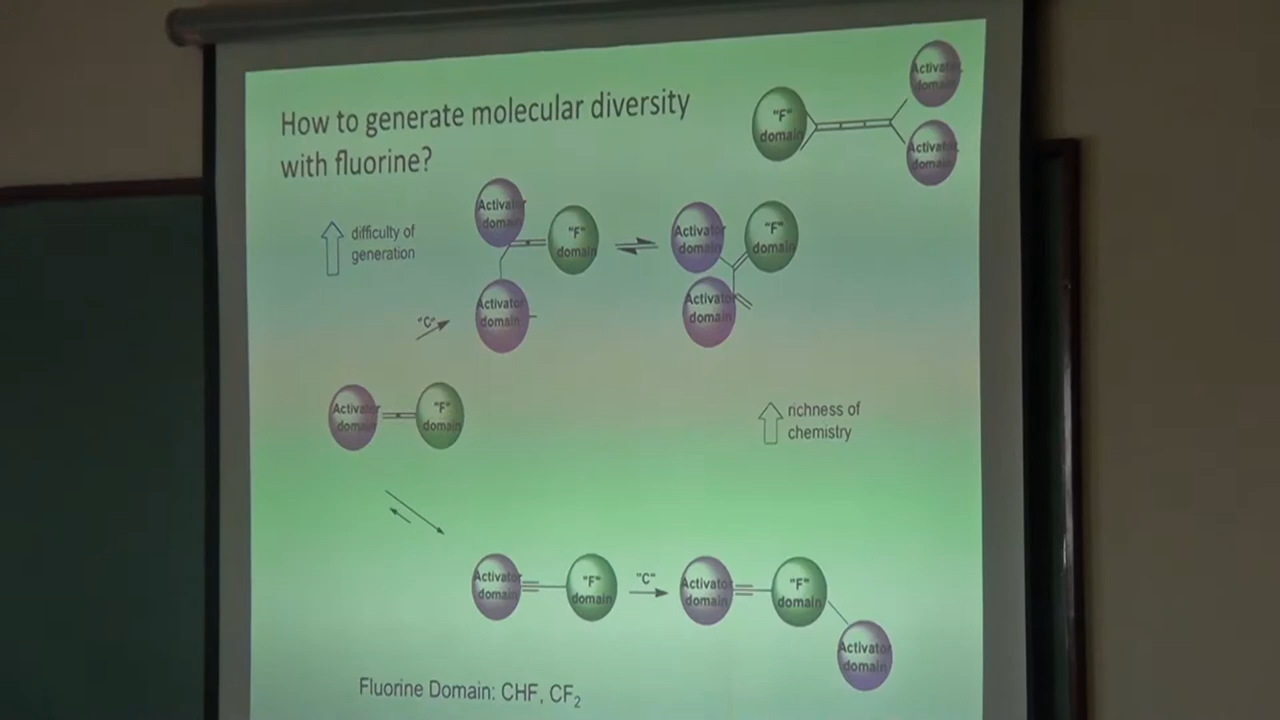 How to generate molecular diversity
with fluorine?
"F"
domain
Activator
domain
Activator
domain
difficulty of
generation
Activator
domain
"F"
domain
Activator
domain
Activator
domain
"F"
domain
Activator
domain
"C"
Activator
domain
"F"
domain
richness of
chemistry
Activator
domain
"F"
domain
"C"
Activator
domain
"F"
domain
Activator
domain
Fluorine Domain: CHF, CF₂